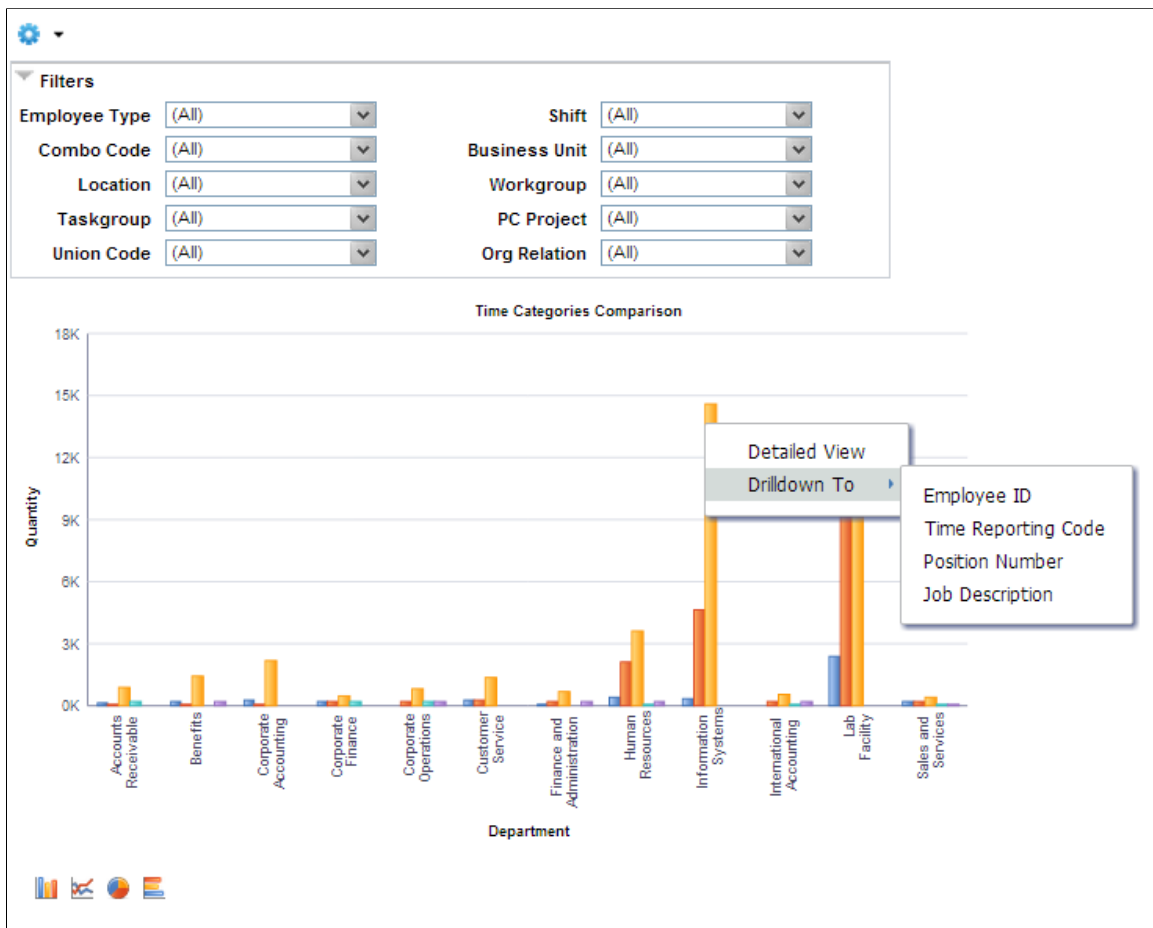 Filters
Employee Type (All) Shift (All)
Combo Code (All) Business Unit (All)
Location (All) Workgroup (All)
Taskgroup (All) PC Project (All)
Union Code (All) Org Relation (All)
Time Categories Comparison
18K
15K
12K
9K
6K
3K
0K
Quantity
Detailed View
Drilldown To
Employee ID
Time Reporting Code
Position Number
Job Description
Accounts
Receivable
Benefits
Corporate
Accounting
Corporate
Finance
Corporate
Operations
Customer
Service
Finance and
Administration
Human
Resources
Information
Systems
International
Accounting
Lab
Facility
Sales and
Services
Department